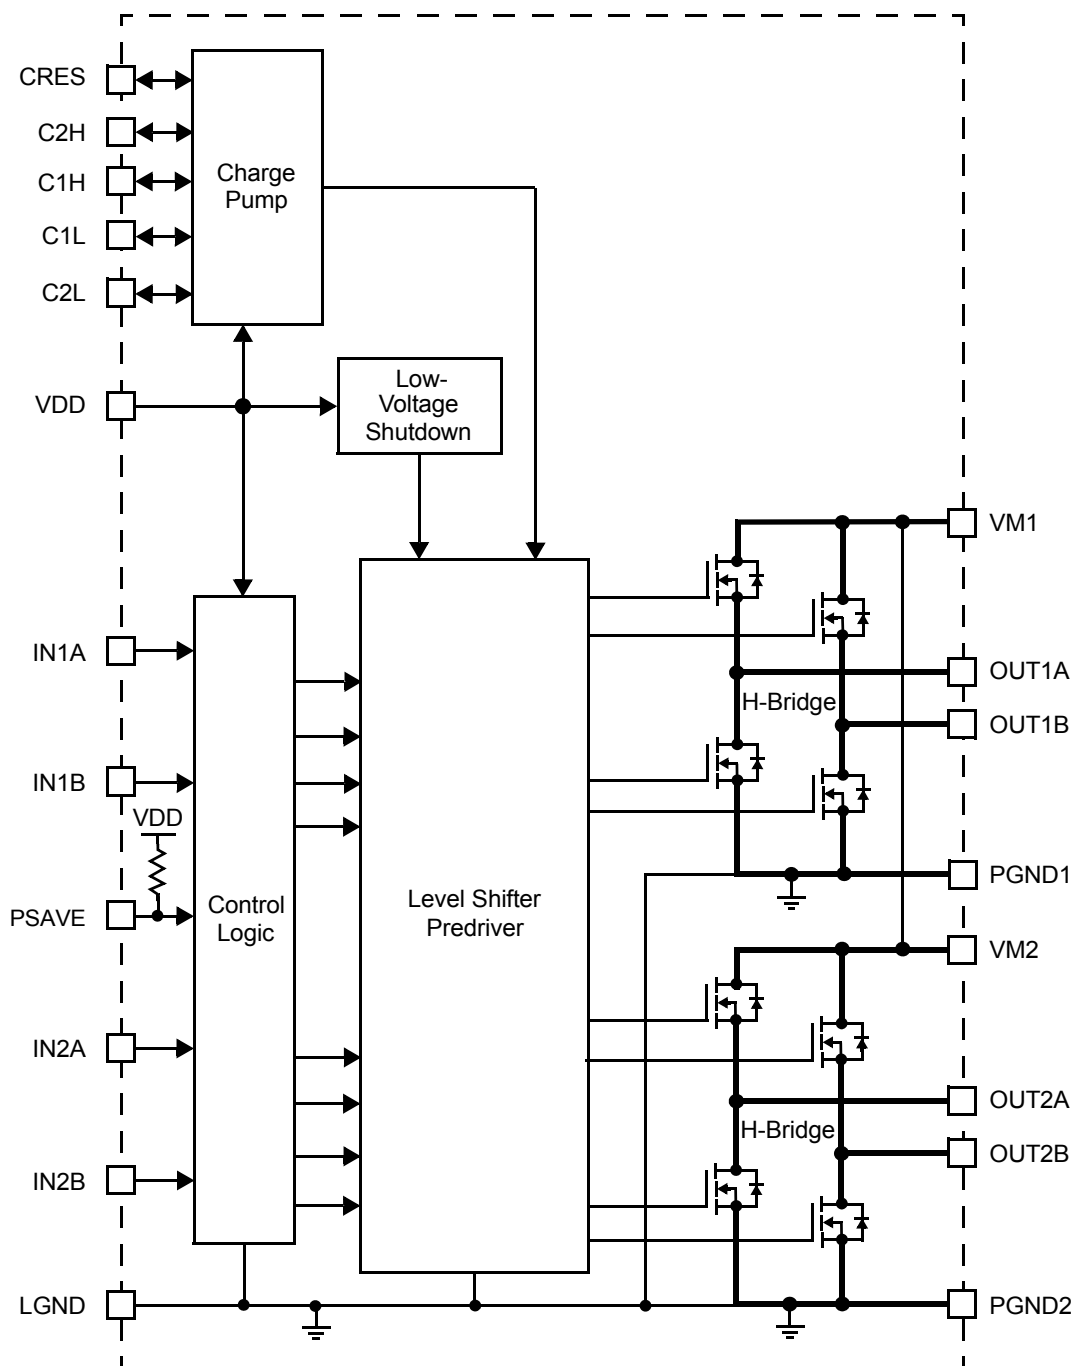 CRES
C2H
C1H
C1L
C2L
Charge
Pump
VDD
Low-
Voltage
Shutdown
VM1
IN1A
OUT1A
H-Bridge
OUT1B
IN1B
VDD
PGND1
PSAVE
Control
Logic
Level Shifter
Predriver
VM2
IN2A
OUT2A
H-Bridge
OUT2B
IN2B
LGND
PGND2